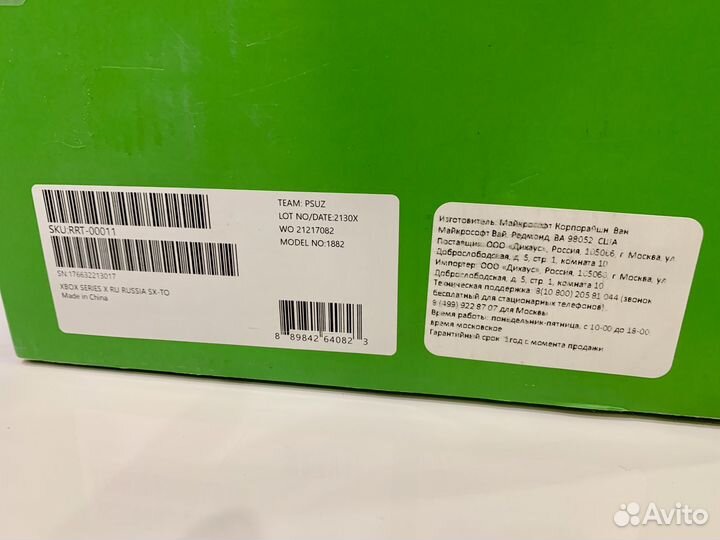 SKU:RRT-00011
SN:176632213017
XBOX SERIES X RU RUSSIA SX-TO
Made in China
TEAM: PSUZ
LOT NO/DATE:2130X
WO 21217082
MODEL NO:1882
8 89842 64082 3
Изготовитель: Майкрософт Корпорайшн Ван
Майкрософт Вай, Редмонд, ВА 98052 США
Поставщик: ООО «Дихаус», Россия, 105066, г. Москва, ул.
Доброслободская, д. 5, стр. 1, комната 10
Импортер: ООО «Дихаус», Россия, 105066, г. Москва, ул.
Доброслободская, д. 5, стр. 1, комната 10
Техническая поддержка: 8(10 800) 205 81 044 (звонок
бесплатный для стационарных телефонов)
8 (499) 922 87 07 для Москвы
Время работы: понедельник-пятница, с 10-00 до 18-00,
время московское
Гарантийный срок: 1год с момента продажи
Avito